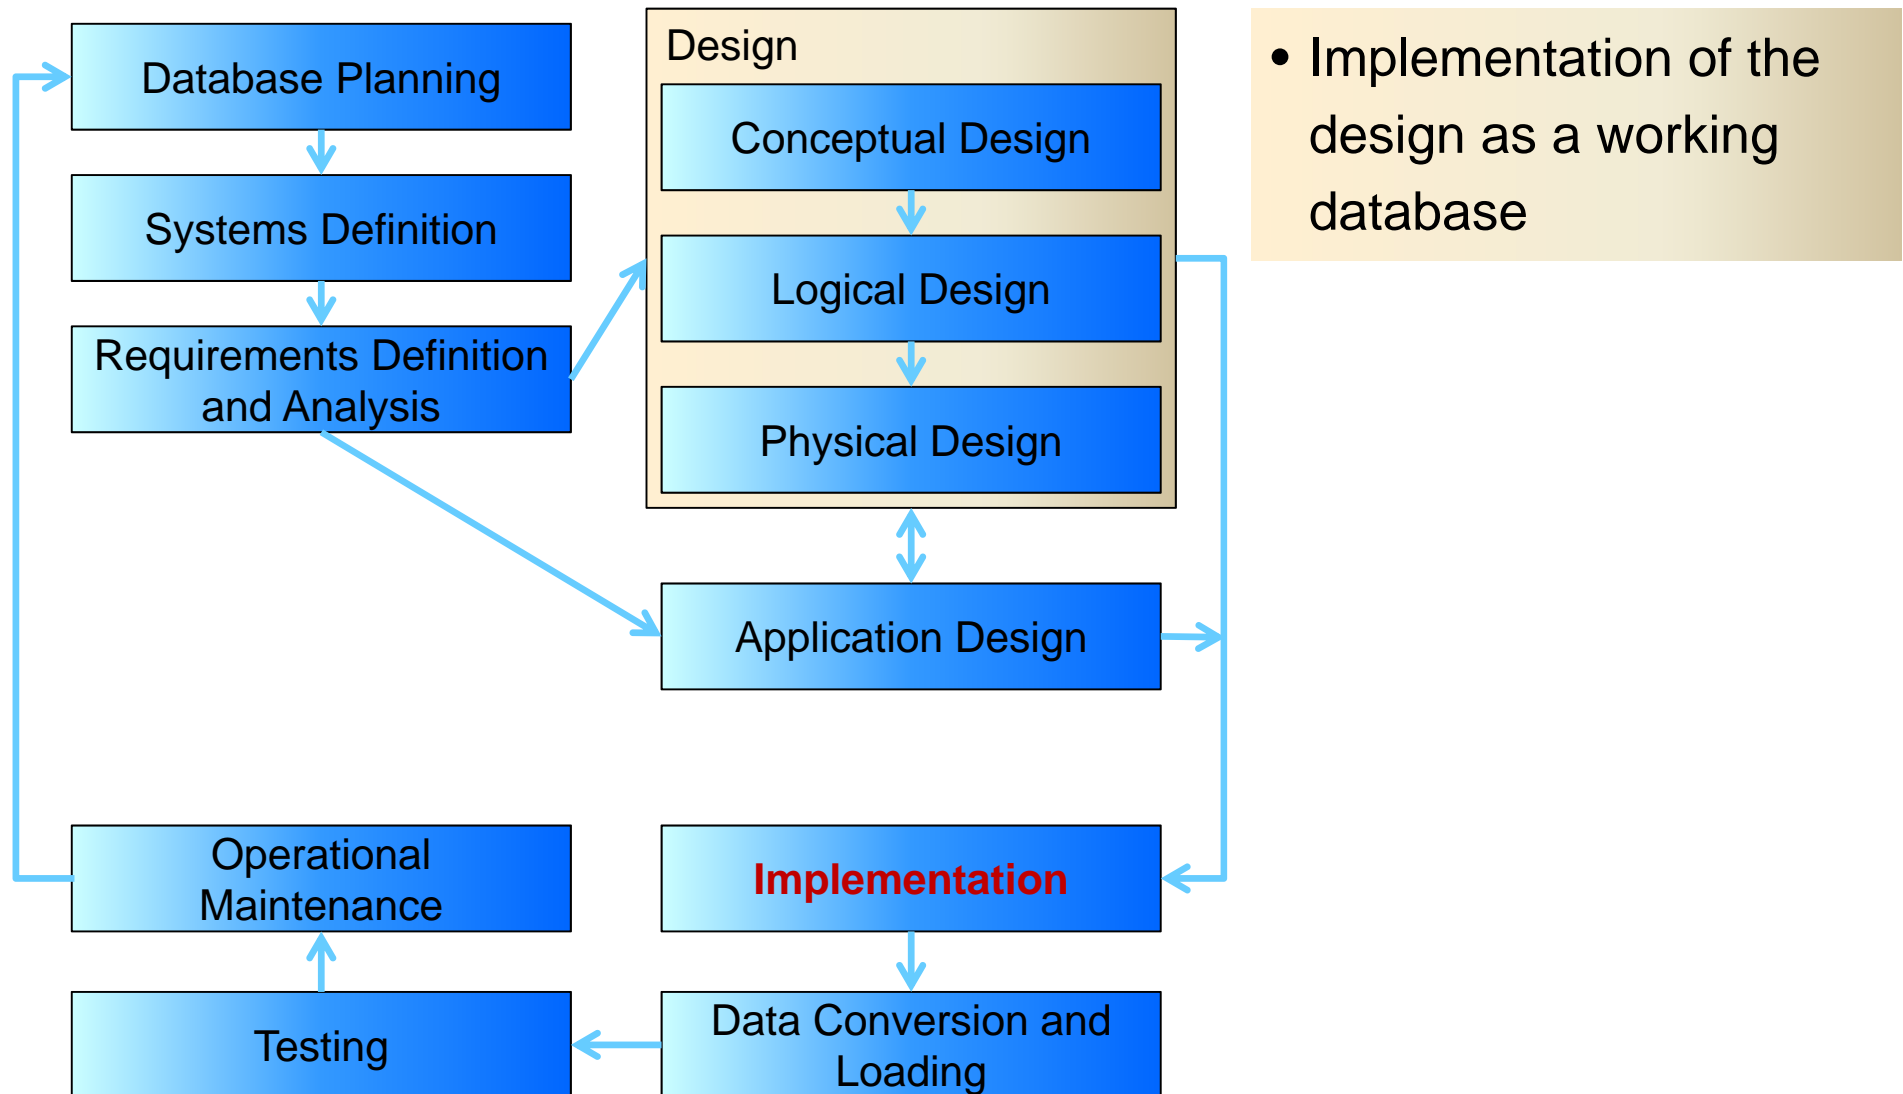 Database Planning
Systems Definition
Requirements Definition
and Analysis
Design
Conceptual Design
Logical Design
Physical Design
Application Design
• Implementation of the
design as a working
database
Operational
Maintenance
Implementation
Testing
Data Conversion and
Loading